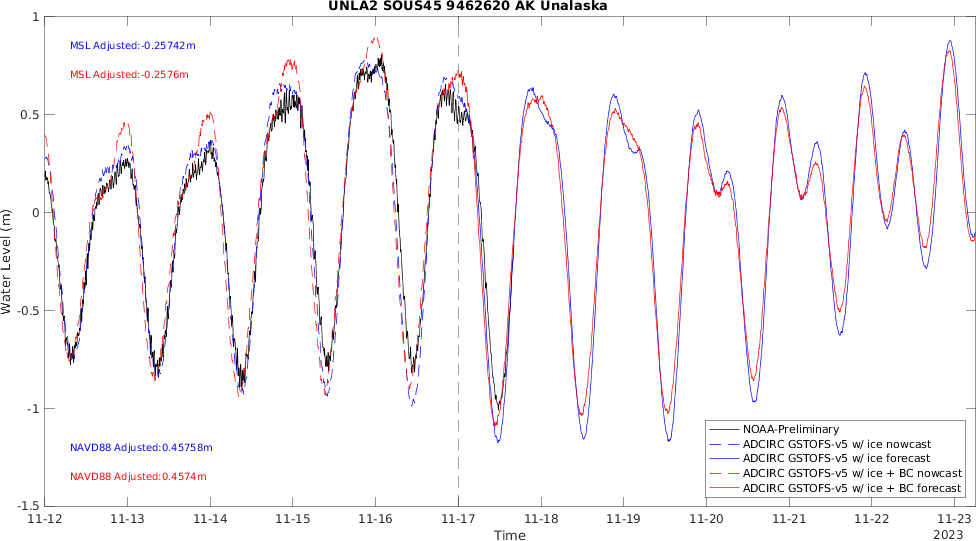 UNLA2 SOUS45 9462620 AK Unalaska
1
0.5
0
-0.5
-1
-1.5
Water Level (m)
MSL Adjusted:-0.25742m
MSL Adjusted:-0.2576m
NAVD88 Adjusted:0.45758m
NAVD88 Adjusted:0.4574m
NOAA-Preliminary
ADCIRC GSTOFS-v5 w/ ice nowcast
ADCIRC GSTOFS-v5 w/ ice forecast
ADCIRC GSTOFS-v5 w/ ice + BC nowcast
ADCIRC GSTOFS-v5 w/ ice + BC forecast
11-12 11-13 11-14 11-15 11-16 11-17 11-18 11-19 11-20 11-21 11-22 11-23
2023
Time